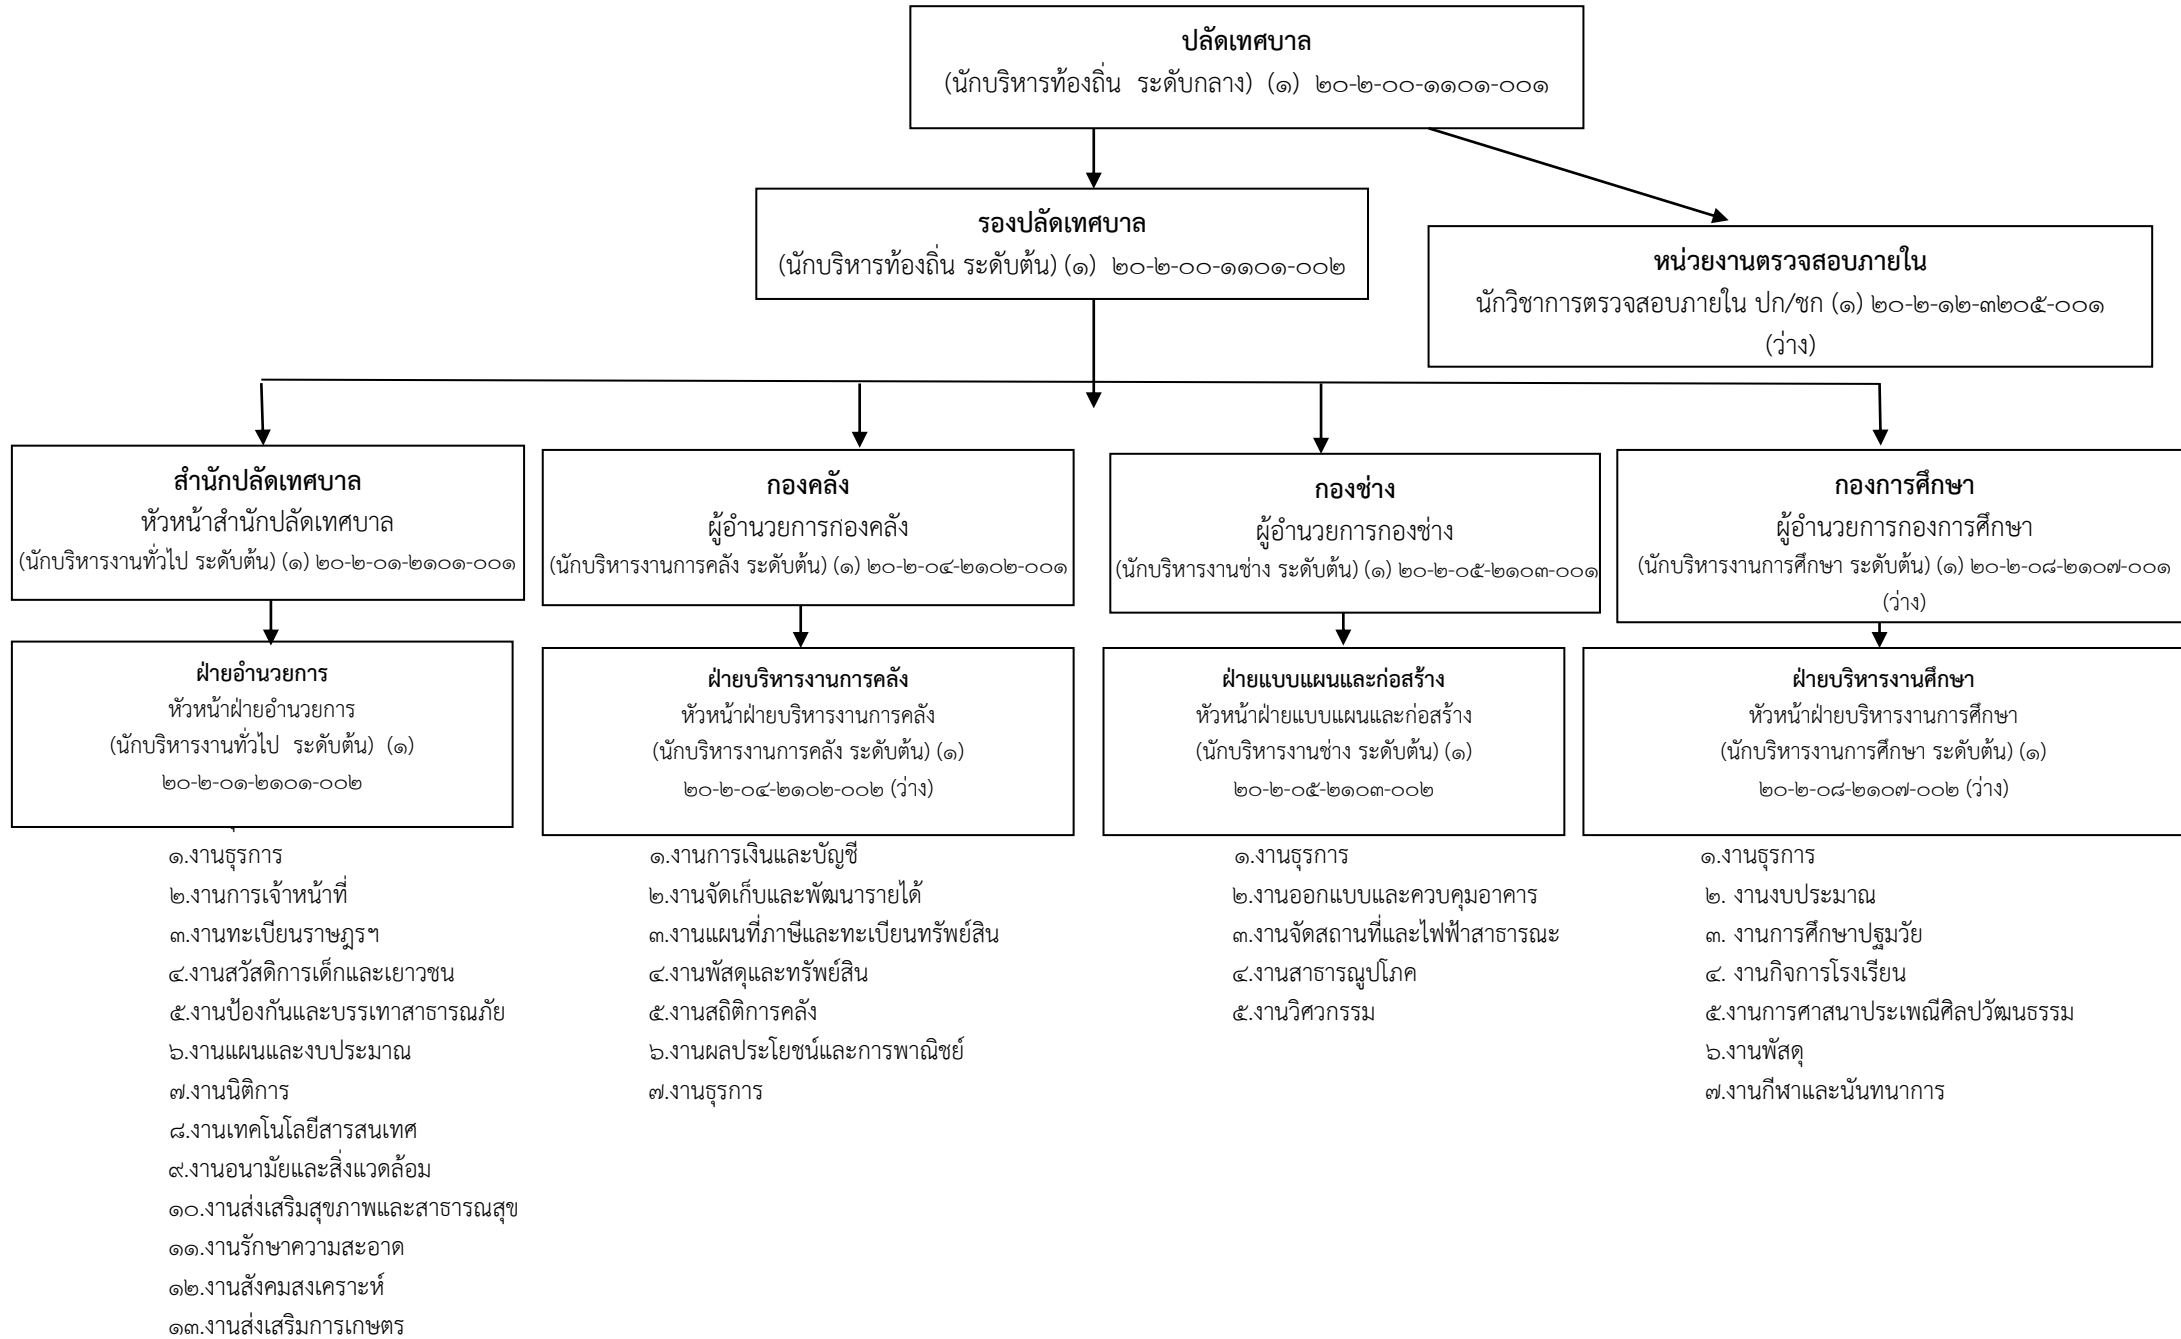 ปลัดเทศบาล
(นักบริหารท้องถิ่น ระดับกลาง) (๑) ๒๐-๒-๐๐-๑๑๐๑-๐๐๑
รองปลัดเทศบาล
(นักบริหารท้องถิ่น ระดับต้น) (๑) ๒๐-๒-๐๐-๑๑๐๑-๐๐๒
หน่วยงานตรวจสอบภายใน
นักวิชาการตรวจสอบภายใน ปก/ชก (๑) ๒๐-๒-๑๒-๓๒๐๕-๐๐๑
(ว่าง)
สำนักปลัดเทศบาล
หัวหน้าสำนักปลัดเทศบาล
(นักบริหารงานทั่วไป ระดับต้น) (๑) ๒๐-๒-๐๑-๒๑๐๑-๐๐๑
กองคลัง
ผู้อำนวยการกองคลัง
(นักบริหารงานการคลัง ระดับต้น) (๑) ๒๐-๒-๐๔-๒๑๐๒-๐๐๑
กองช่าง
ผู้อำนวยการกองช่าง
(นักบริหารงานช่าง ระดับต้น) (๑) ๒๐-๒-๐๕-๒๑๐๓-๐๐๑
กองการศึกษา
ผู้อำนวยการกองการศึกษา
(นักบริหารงานการศึกษา ระดับต้น) (๑) ๒๐-๒-๐๘-๒๑๐๗-๐๐๑
(ว่าง)
ฝ่ายอำนวยการ
หัวหน้าฝ่ายอำนวยการ
(นักบริหารงานทั่วไป ระดับต้น) (๑)
๒๐-๒-๐๑-๒๑๐๑-๐๐๒
ฝ่ายบริหารงานการคลัง
หัวหน้าฝ่ายบริหารงานการคลัง
(นักบริหารงานการคลัง ระดับต้น) (๑)
๒๐-๒-๐๔-๒๑๐๒-๐๐๒ (ว่าง)
ฝ่ายแบบแผนและก่อสร้าง
หัวหน้าฝ่ายแบบแผนและก่อสร้าง
(นักบริหารงานช่าง ระดับต้น) (๑)
๒๐-๒-๐๕-๒๑๐๓-๐๐๒
ฝ่ายบริหารงานศึกษา
หัวหน้าฝ่ายบริหารงานการศึกษา
(นักบริหารงานการศึกษา ระดับต้น) (๑)
๒๐-๒-๐๘-๒๑๐๗-๐๐๒ (ว่าง)
๑.งานธุรการ
๒.งานการเจ้าหน้าที่
๓.งานทะเบียนราษฎรฯ
๔.งานสวัสดิการเด็กและเยาวชน
๕.งานป้องกันและบรรเทาสาธารณภัย
๖.งานแผนและงบประมาณ
๗.งานนิติการ
๘.งานเทคโนโลยีสารสนเทศ
๙.งานอนามัยและสิ่งแวดล้อม
๑๐.งานส่งเสริมสุขภาพและสาธารณสุข
๑๑.งานรักษาความสะอาด
๑๒.งานสังคมสงเคราะห์
๑๓.งานส่งเสริมการเกษตร
๑.งานการเงินและบัญชี
๒.งานจัดเก็บและพัฒนารายได้
๓.งานแผนที่ภาษีและทะเบียนทรัพย์สิน
๔.งานพัสดุและทรัพย์สิน
๕.งานสถิติการคลัง
๖.งานผลประโยชน์และการพาณิชย์
๗.งานธุรการ
๑.งานธุรการ
๒.งานออกแบบและควบคุมอาคาร
๓.งานจัดสถานที่และไฟฟ้าสาธารณะ
๔.งานสาธารณูปโภค
๕.งานวิศวกรรม
๑.งานธุรการ
๒. งานงบประมาณ
๓. งานการศึกษาปฐมวัย
๔. งานกิจการโรงเรียน
๕.งานการศาสนาประเพณีศิลปวัฒนธรรม
๖.งานพัสดุ
๗.งานกีฬาและนันทนาการ